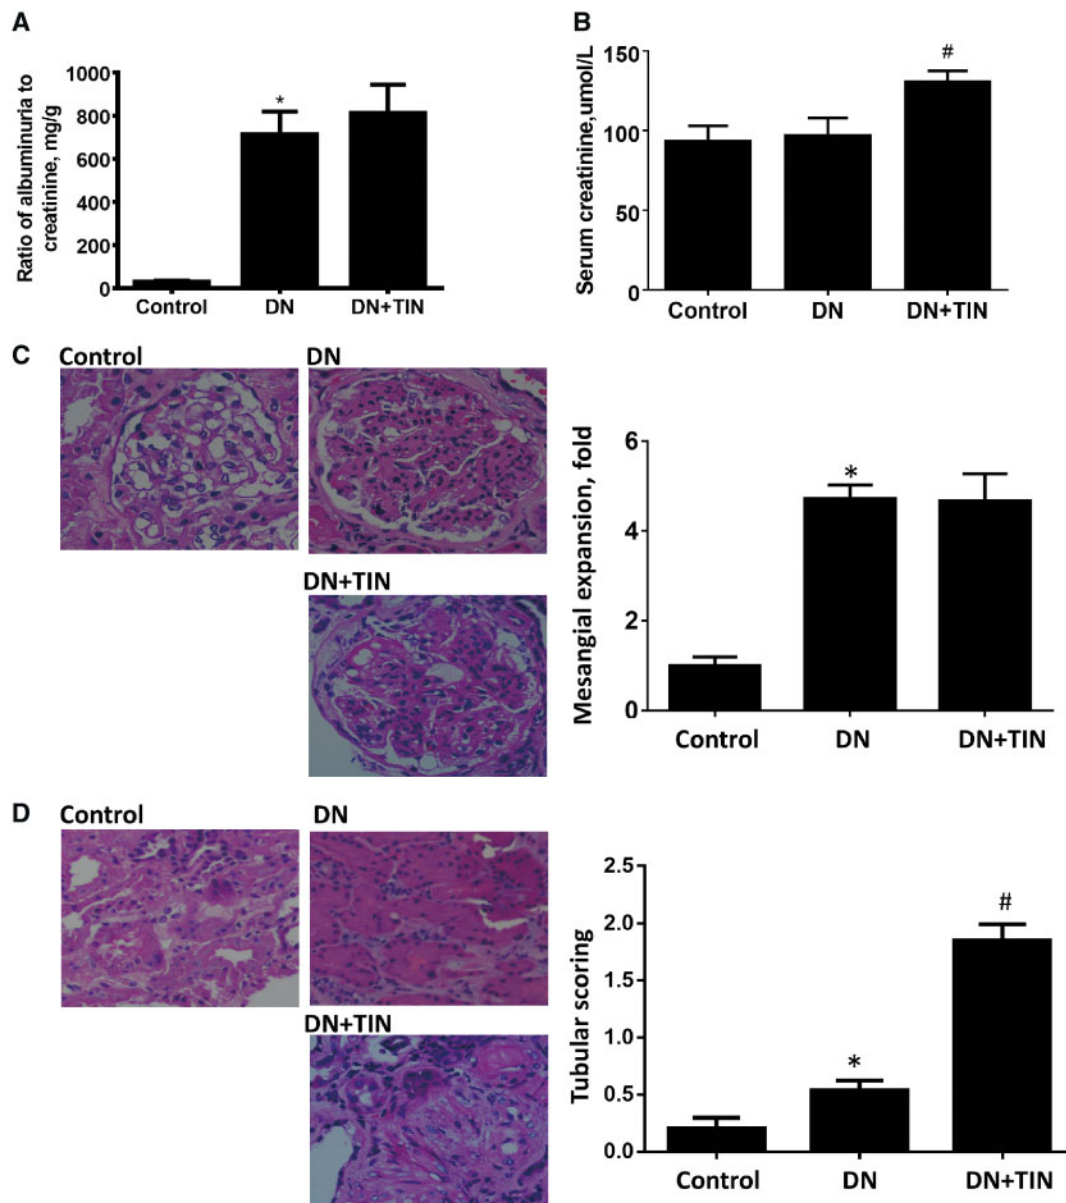 A
Ratio of albuminuria to
creatinine, mg/g
1000
800
600
400
200
0
*
Control
DN
DN+TIN
B
Serum creatinine,umol/L
150
100
50
0
#
Control
DN
DN+TIN
C
Control
DN
DN+TIN
Mesangial expansion, fold
6
4
2
0
*
Control
DN
DN+TIN
D
Control
DN
DN+TIN
Tubular scoring
2.5
2.0
1.5
1.0
0.5
0.0
*
#
Control
DN
DN+TIN